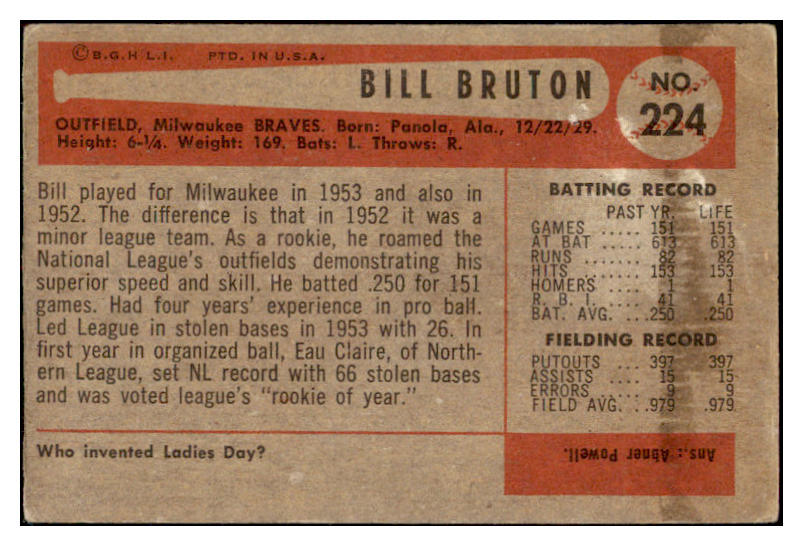 © B.G.H L.I. PTD. IN U.S.A.
BILL BRUTON
NO.
224
OUTFIELD, Milwaukee BRAVES. Born: Panola, Ala., 12/22/29.
Height: 6-¼. Weight: 169. Bats: L. Throws: R.
Bill played for Milwaukee in 1953 and also in
1952. The difference is that in 1952 it was a
minor league team. As a rookie, he roamed the
National League's outfields demonstrating his
superior speed and skill. He batted .250 for 151
games. Had four years' experience in pro ball.
Led League in stolen bases in 1953 with 26. In
first year in organized ball, Eau Claire, of North-
ern League, set NL record with 66 stolen bases
and was voted league's "rookie of year."
BATTING RECORD
PAST YR. LIFE
GAMES ...... 151 151
AT BAT ..... 613 613
RUNS ....... 82 82
HITS ....... 153 153
HOMERS .... 1 1
R. B. I. .... 41 41
BAT. AVG. ...250 .250
FIELDING RECORD
PUTOUTS .... 397 397
ASSISTS .... 15 15
ERRORS .... 9 9
FIELD AVG. ..979 .979
Who invented Ladies Day?
Ans.: Abner Powell.